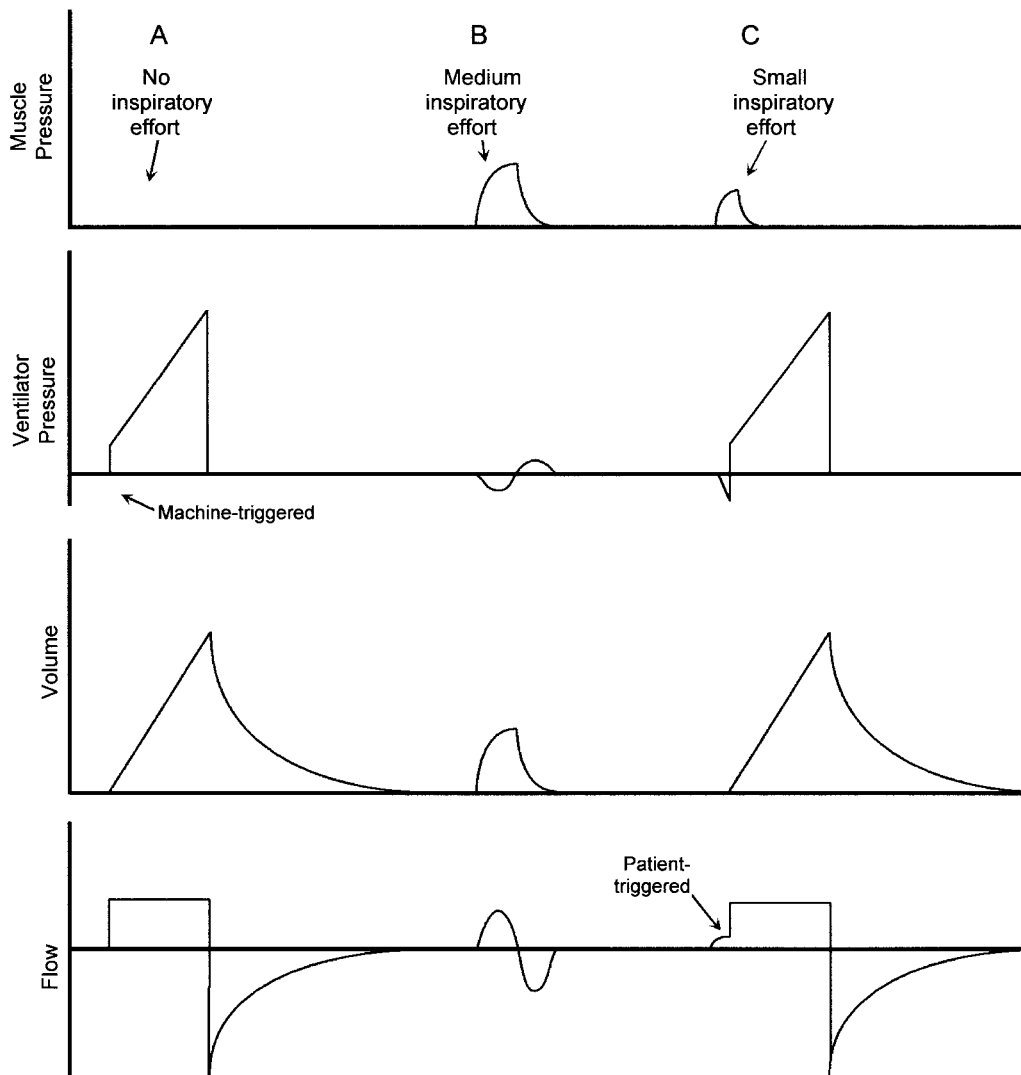 A
B
C
No
inspiratory
effort
Medium
inspiratory
effort
Small
inspiratory
effort
Muscle
Pressure
Ventilator
Pressure
Machine-triggered
Volume
Patient-
triggered
Flow